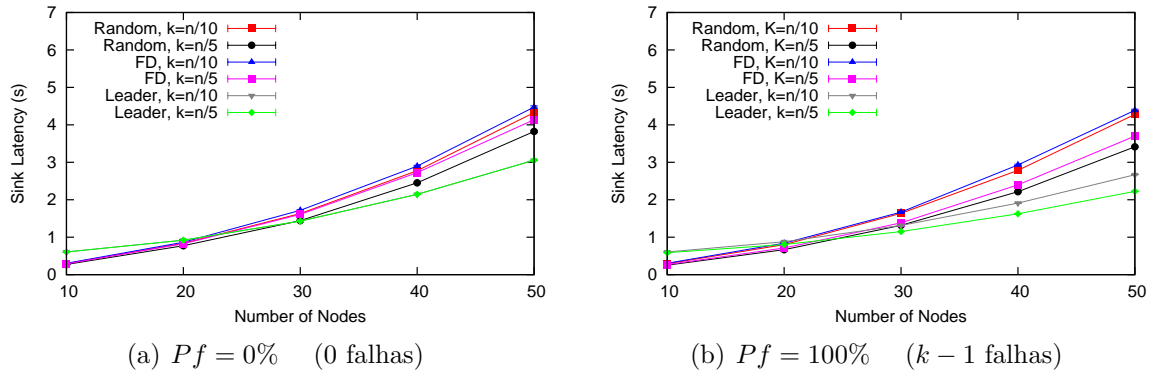 7
6
5
4
3
2
1
0
10 20 30 40 50
Sink Latency (s)
Number of Nodes
Random, k=n/10
Random, k=n/5
FD, k=n/10
FD, k=n/5
Leader, k=n/10
Leader, k=n/5
(a) Pf = 0% (0 falhas)
7
6
5
4
3
2
1
0
10 20 30 40 50
Sink Latency (s)
Number of Nodes
Random, K=n/10
Random, K=n/5
FD, K=n/10
FD, K=n/5
Leader, k=n/10
Leader, k=n/5
(b) Pf = 100% (k − 1 falhas)